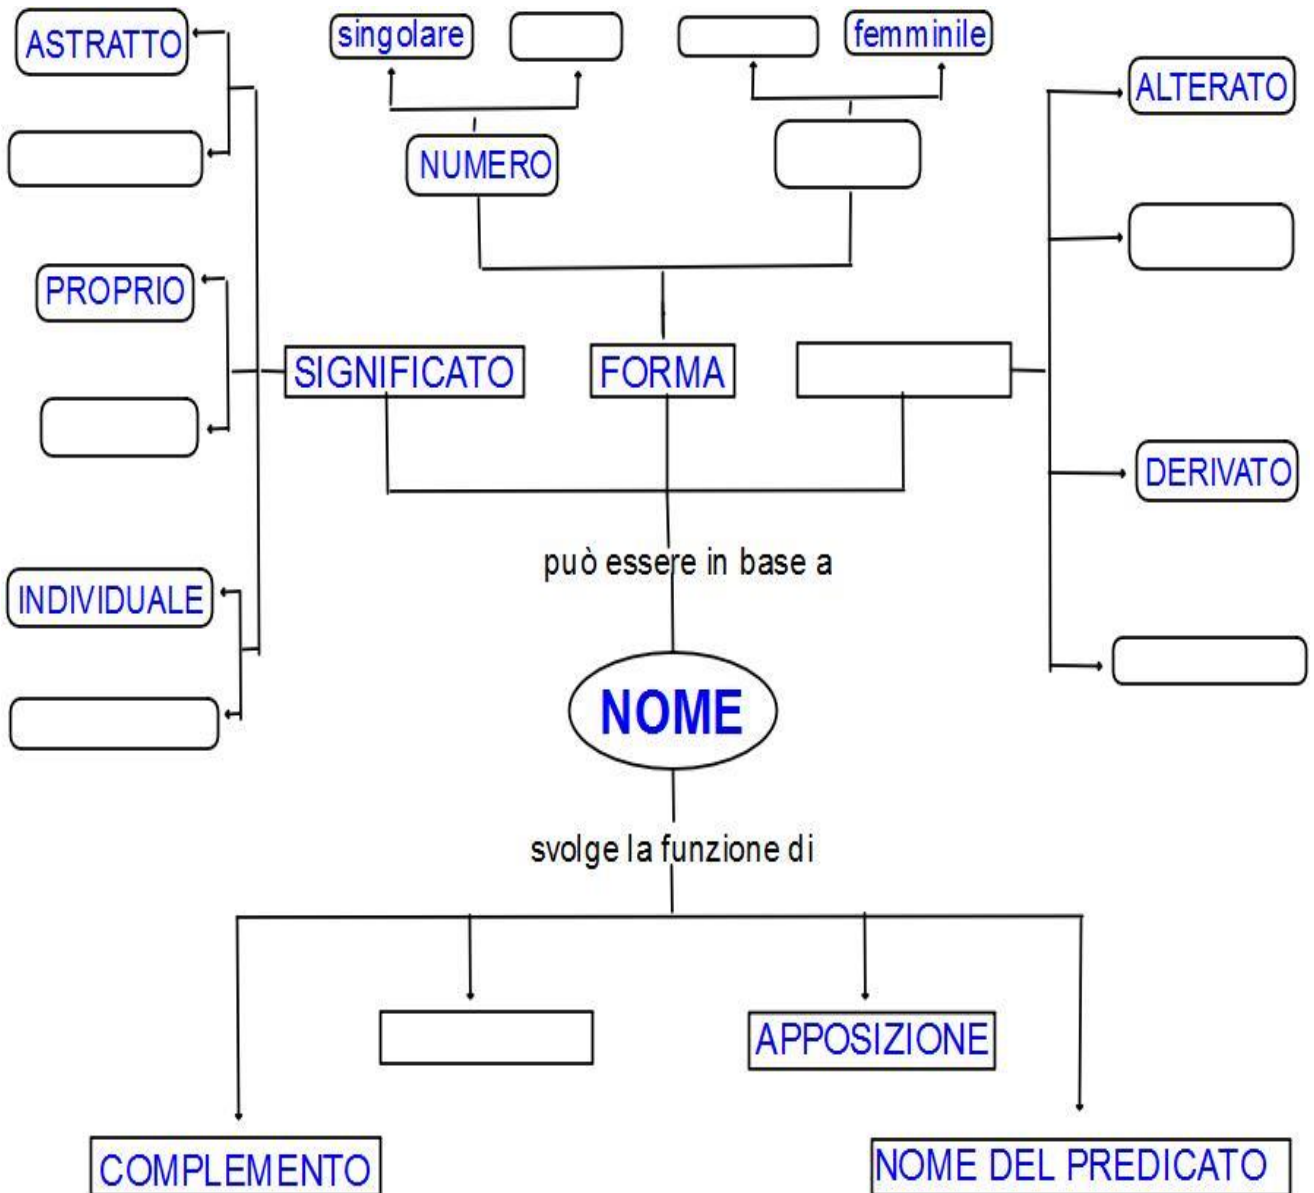 ASTRATTO
singolare
femminile
ALTERATO
NUMERO
PROPRIO
SIGNIFICATO
FORMA
DERIVATO
può essere in base a
INDIVIDUALE
NOME
svolge la funzione di
APPOSIZIONE
COMPLEMENTO
NOME DEL PREDICATO